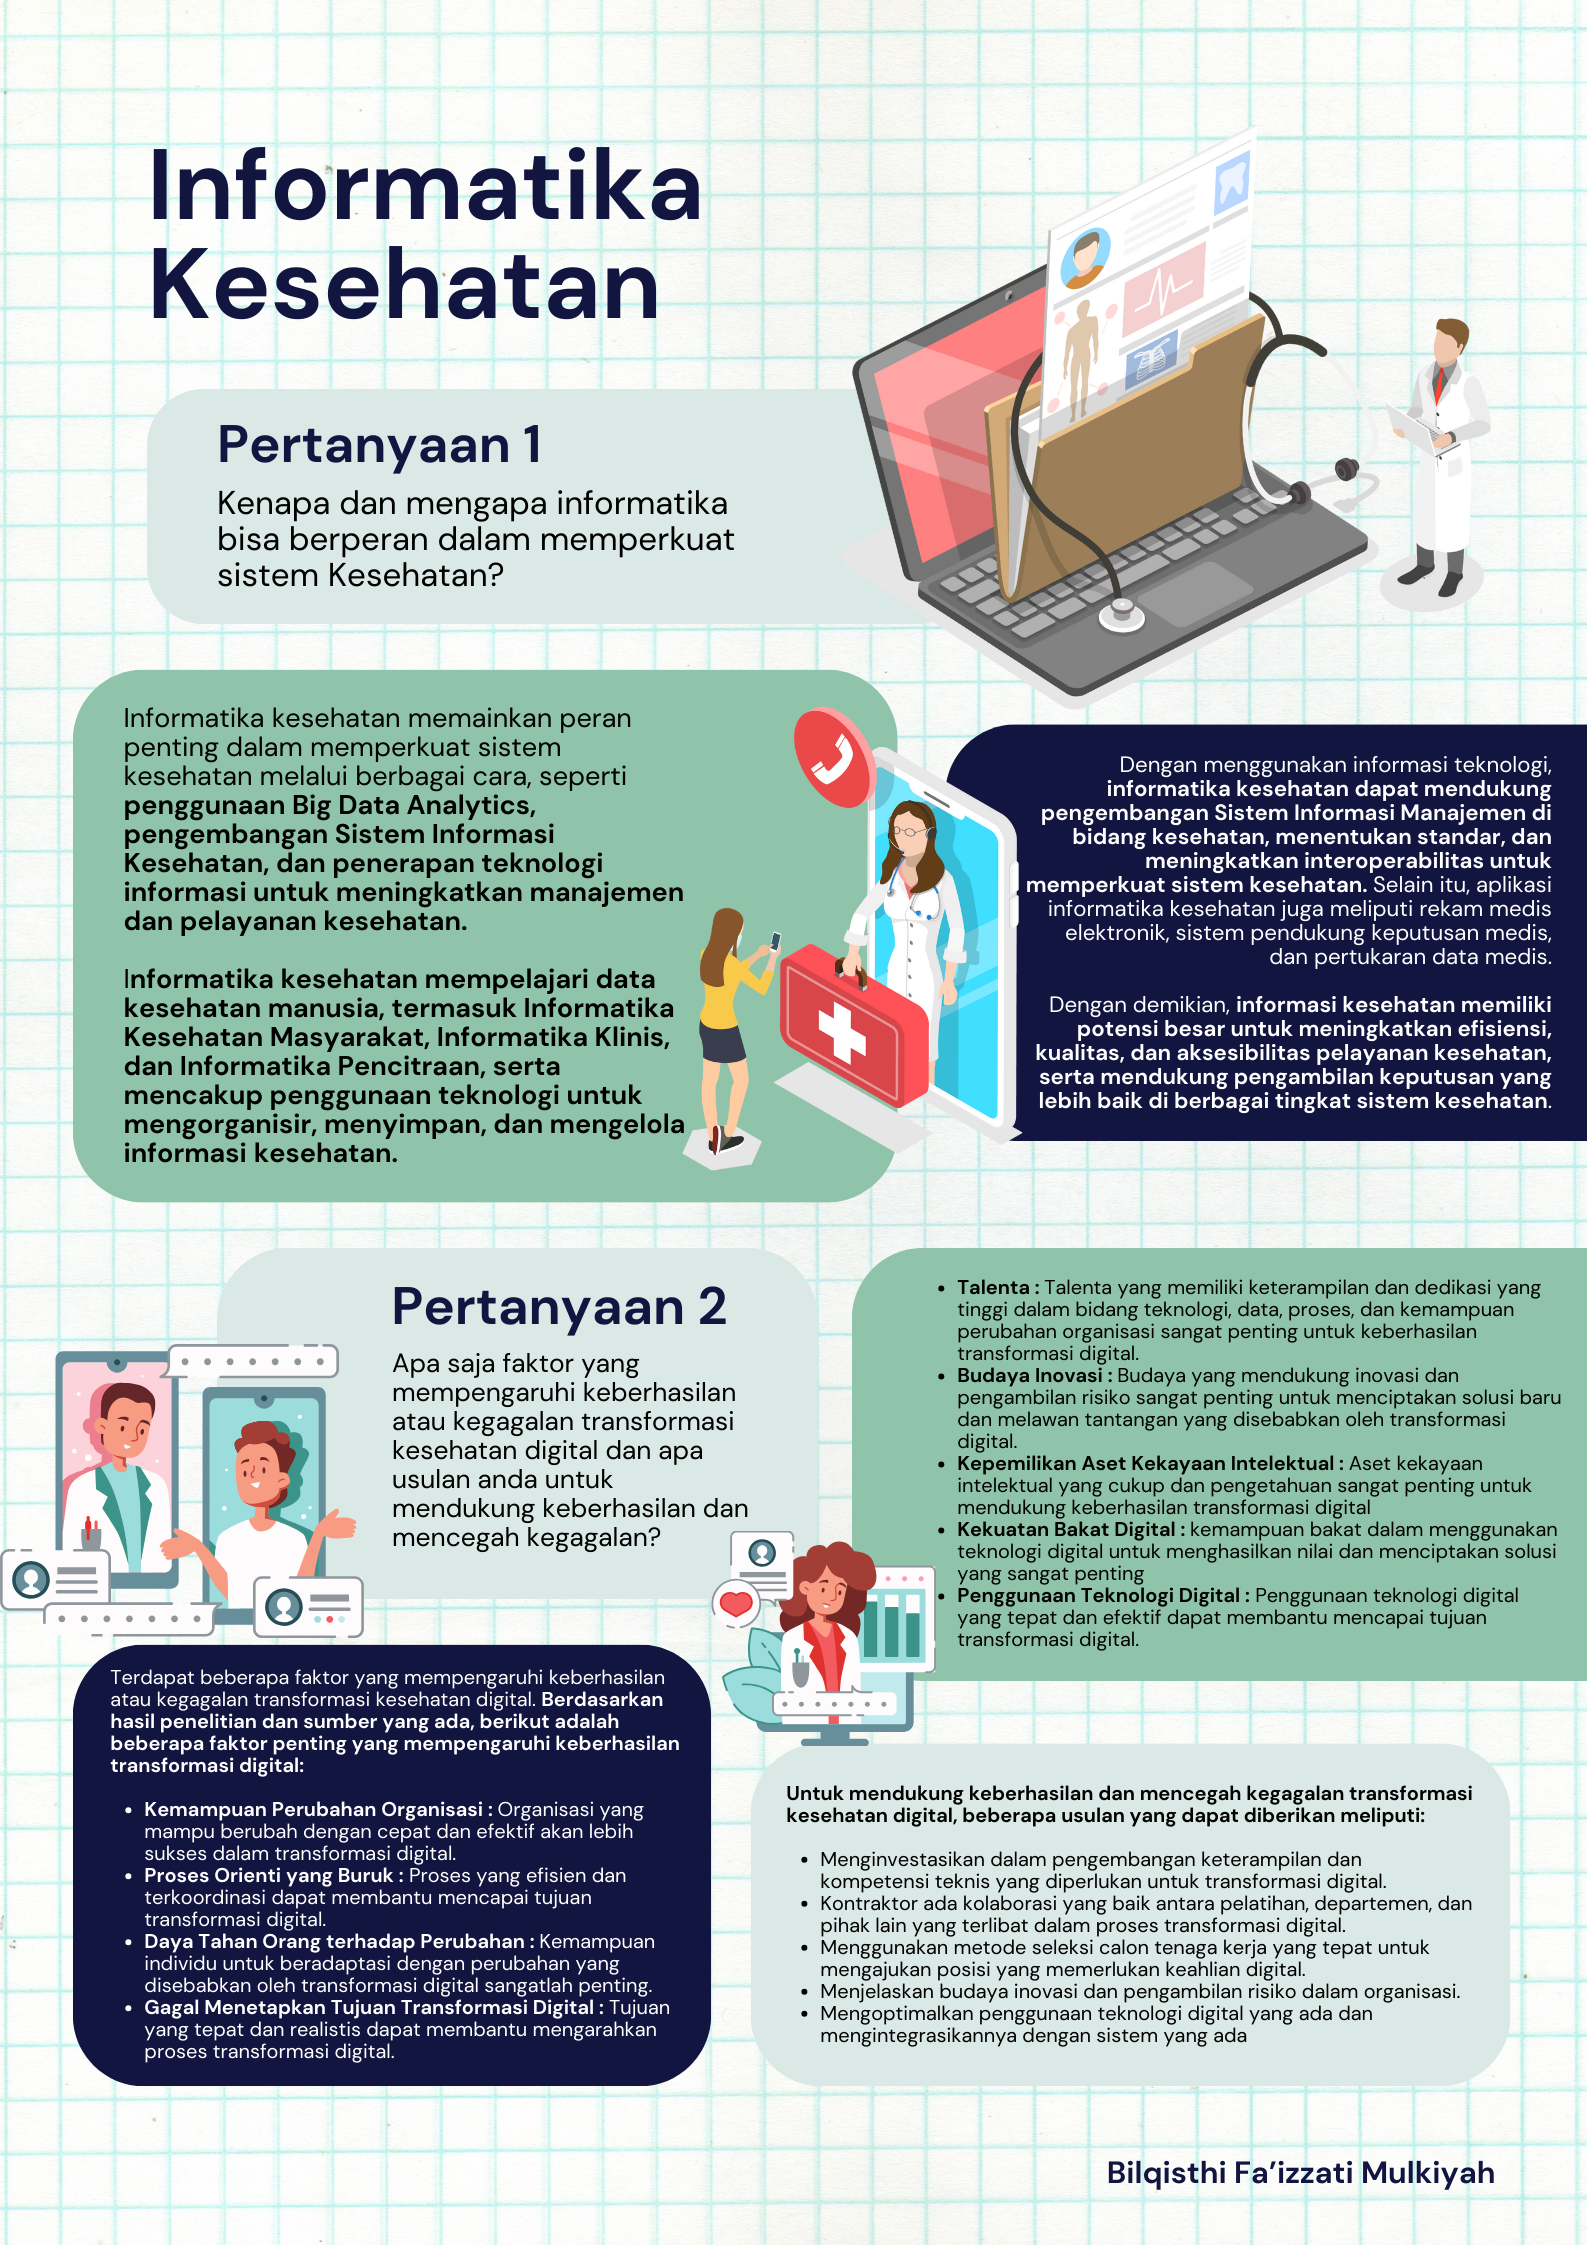 Informatika
Kesehatan
Pertanyaan 1
Kenapa dan mengapa informatika
bisa berperan dalam memperkuat
sistem Kesehatan?
Informatika kesehatan memainkan peran
penting dalam memperkuat sistem
kesehatan melalui berbagai cara, seperti
penggunaan Big Data Analytics,
pengembangan Sistem Informasi
Kesehatan, dan penerapan teknologi
informasi untuk meningkatkan manajemen
dan pelayanan kesehatan.
Informatika kesehatan mempelajari data
kesehatan manusia, termasuk Informatika
Kesehatan Masyarakat, Informatika Klinis,
dan Informatika Pencitraan, serta
mencakup penggunaan teknologi untuk
mengorganisir, menyimpan, dan mengelola
informasi kesehatan.
Dengan menggunakan informasi teknologi,
informatika kesehatan dapat mendukung
pengembangan Sistem Informasi Manajemen di
bidang kesehatan, menentukan standar, dan
meningkatkan interoperabilitas untuk
memperkuat sistem kesehatan. Selain itu, aplikasi
informatika kesehatan juga meliputi rekam medis
elektronik, sistem pendukung keputusan medis,
dan pertukaran data medis.
Dengan demikian, informasi kesehatan memiliki
potensi besar untuk meningkatkan efisiensi,
kualitas, dan aksesibilitas pelayanan kesehatan,
serta mendukung pengambilan keputusan yang
lebih baik di berbagai tingkat sistem kesehatan.
Pertanyaan 2
Apa saja faktor yang
mempengaruhi keberhasilan
atau kegagalan transformasi
kesehatan digital dan apa
usulan anda untuk
mendukung keberhasilan dan
mencegah kegagalan?
Terdapat beberapa faktor yang mempengaruhi keberhasilan
atau kegagalan transformasi kesehatan digital. Berdasarkan
hasil penelitian dan sumber yang ada, berikut adalah
beberapa faktor penting yang mempengaruhi keberhasilan
transformasi digital:
• Kemampuan Perubahan Organisasi : Organisasi yang
mampu berubah dengan cepat dan efektif akan lebih
sukses dalam transformasi digital.
• Proses Orienti yang Buruk : Proses yang efisien dan
terkoordinasi dapat membantu mencapai tujuan
transformasi digital.
• Daya Tahan Orang terhadap Perubahan : Kemampuan
individu untuk beradaptasi dengan perubahan yang
disebabkan oleh transformasi digital sangatlah penting.
• Gagal Menetapkan Tujuan Transformasi Digital : Tujuan
yang tepat dan realistis dapat membantu mengarahkan
proses transformasi digital.
• Talenta : Talenta yang memiliki keterampilan dan dedikasi yang
tinggi dalam bidang teknologi, data, proses, dan kemampuan
perubahan organisasi sangat penting untuk keberhasilan
transformasi digital.
• Budaya Inovasi : Budaya yang mendukung inovasi dan
pengambilan risiko sangat penting untuk menciptakan solusi baru
dan melawan tantangan yang disebabkan oleh transformasi
digital.
• Kepemilikan Aset Kekayaan Intelektual : Aset kekayaan
intelektual yang cukup dan pengetahuan sangat penting untuk
mendukung keberhasilan transformasi digital
• Kekuatan Bakat Digital : kemampuan bakat dalam menggunakan
teknologi digital untuk menghasilkan nilai dan menciptakan solusi
yang sangat penting
• Penggunaan Teknologi Digital : Penggunaan teknologi digital
yang tepat dan efektif dapat membantu mencapai tujuan
transformasi digital.
Untuk mendukung keberhasilan dan mencegah kegagalan transformasi
kesehatan digital, beberapa usulan yang dapat diberikan meliputi:
• Menginvestasikan dalam pengembangan keterampilan dan
kompetensi teknis yang diperlukan untuk transformasi digital.
• Kontraktor ada kolaborasi yang baik antara pelatihan, departemen, dan
pihak lain yang terlibat dalam proses transformasi digital.
• Menggunakan metode seleksi calon tenaga kerja yang tepat untuk
mengajukan posisi yang memerlukan keahlian digital.
• Menjelaskan budaya inovasi dan pengambilan risiko dalam organisasi.
• Mengoptimalkan penggunaan teknologi digital yang ada dan
mengintegrasikannya dengan sistem yang ada
Bilqisthi Fa'izzati Mulkiyah